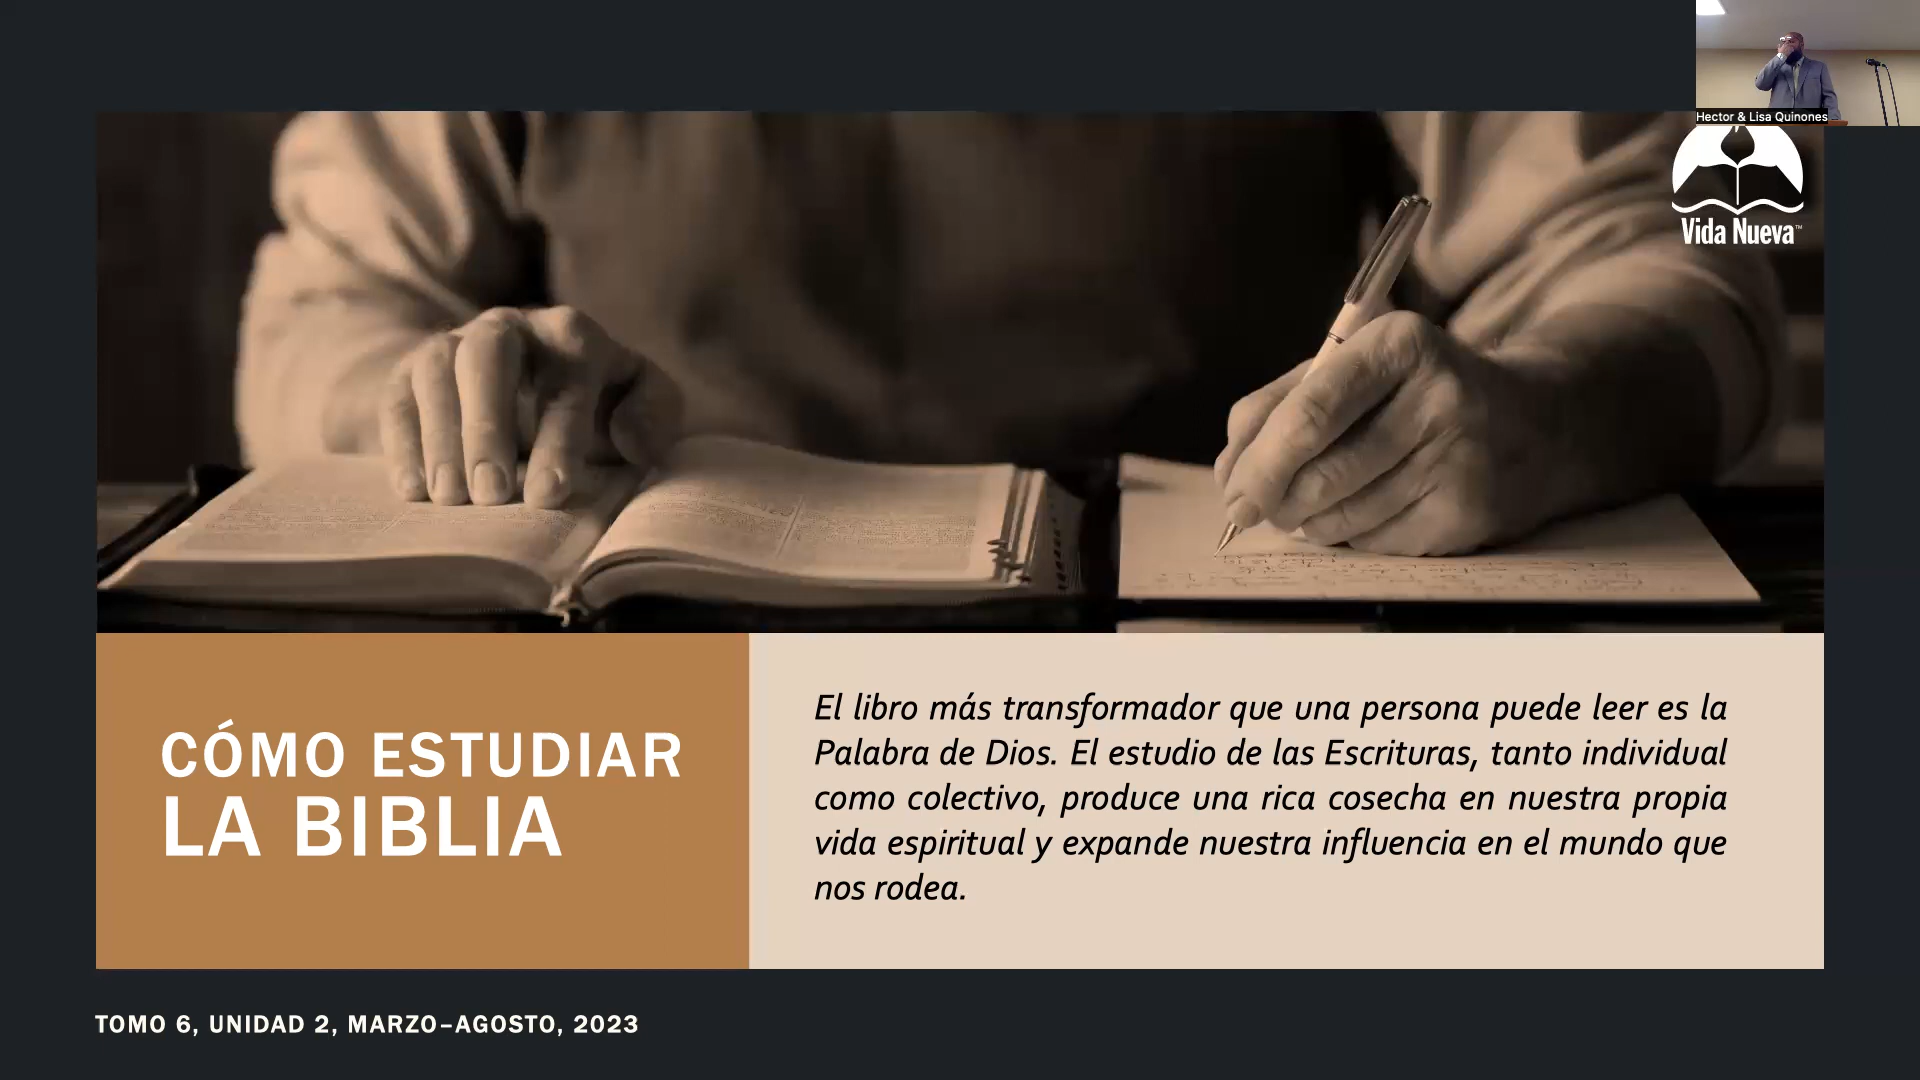 Hector & Lisa Quinones
Vida Nueva™
CÓMO ESTUDIAR
LA BIBLIA
El libro más transformador que una persona puede leer es la
Palabra de Dios. El estudio de las Escrituras, tanto individual
como colectivo, produce una rica cosecha en nuestra propia
vida espiritual y expande nuestra influencia en el mundo que
nos rodea.
TOMO 6, UNIDAD 2, MARZO–AGOSTO, 2023